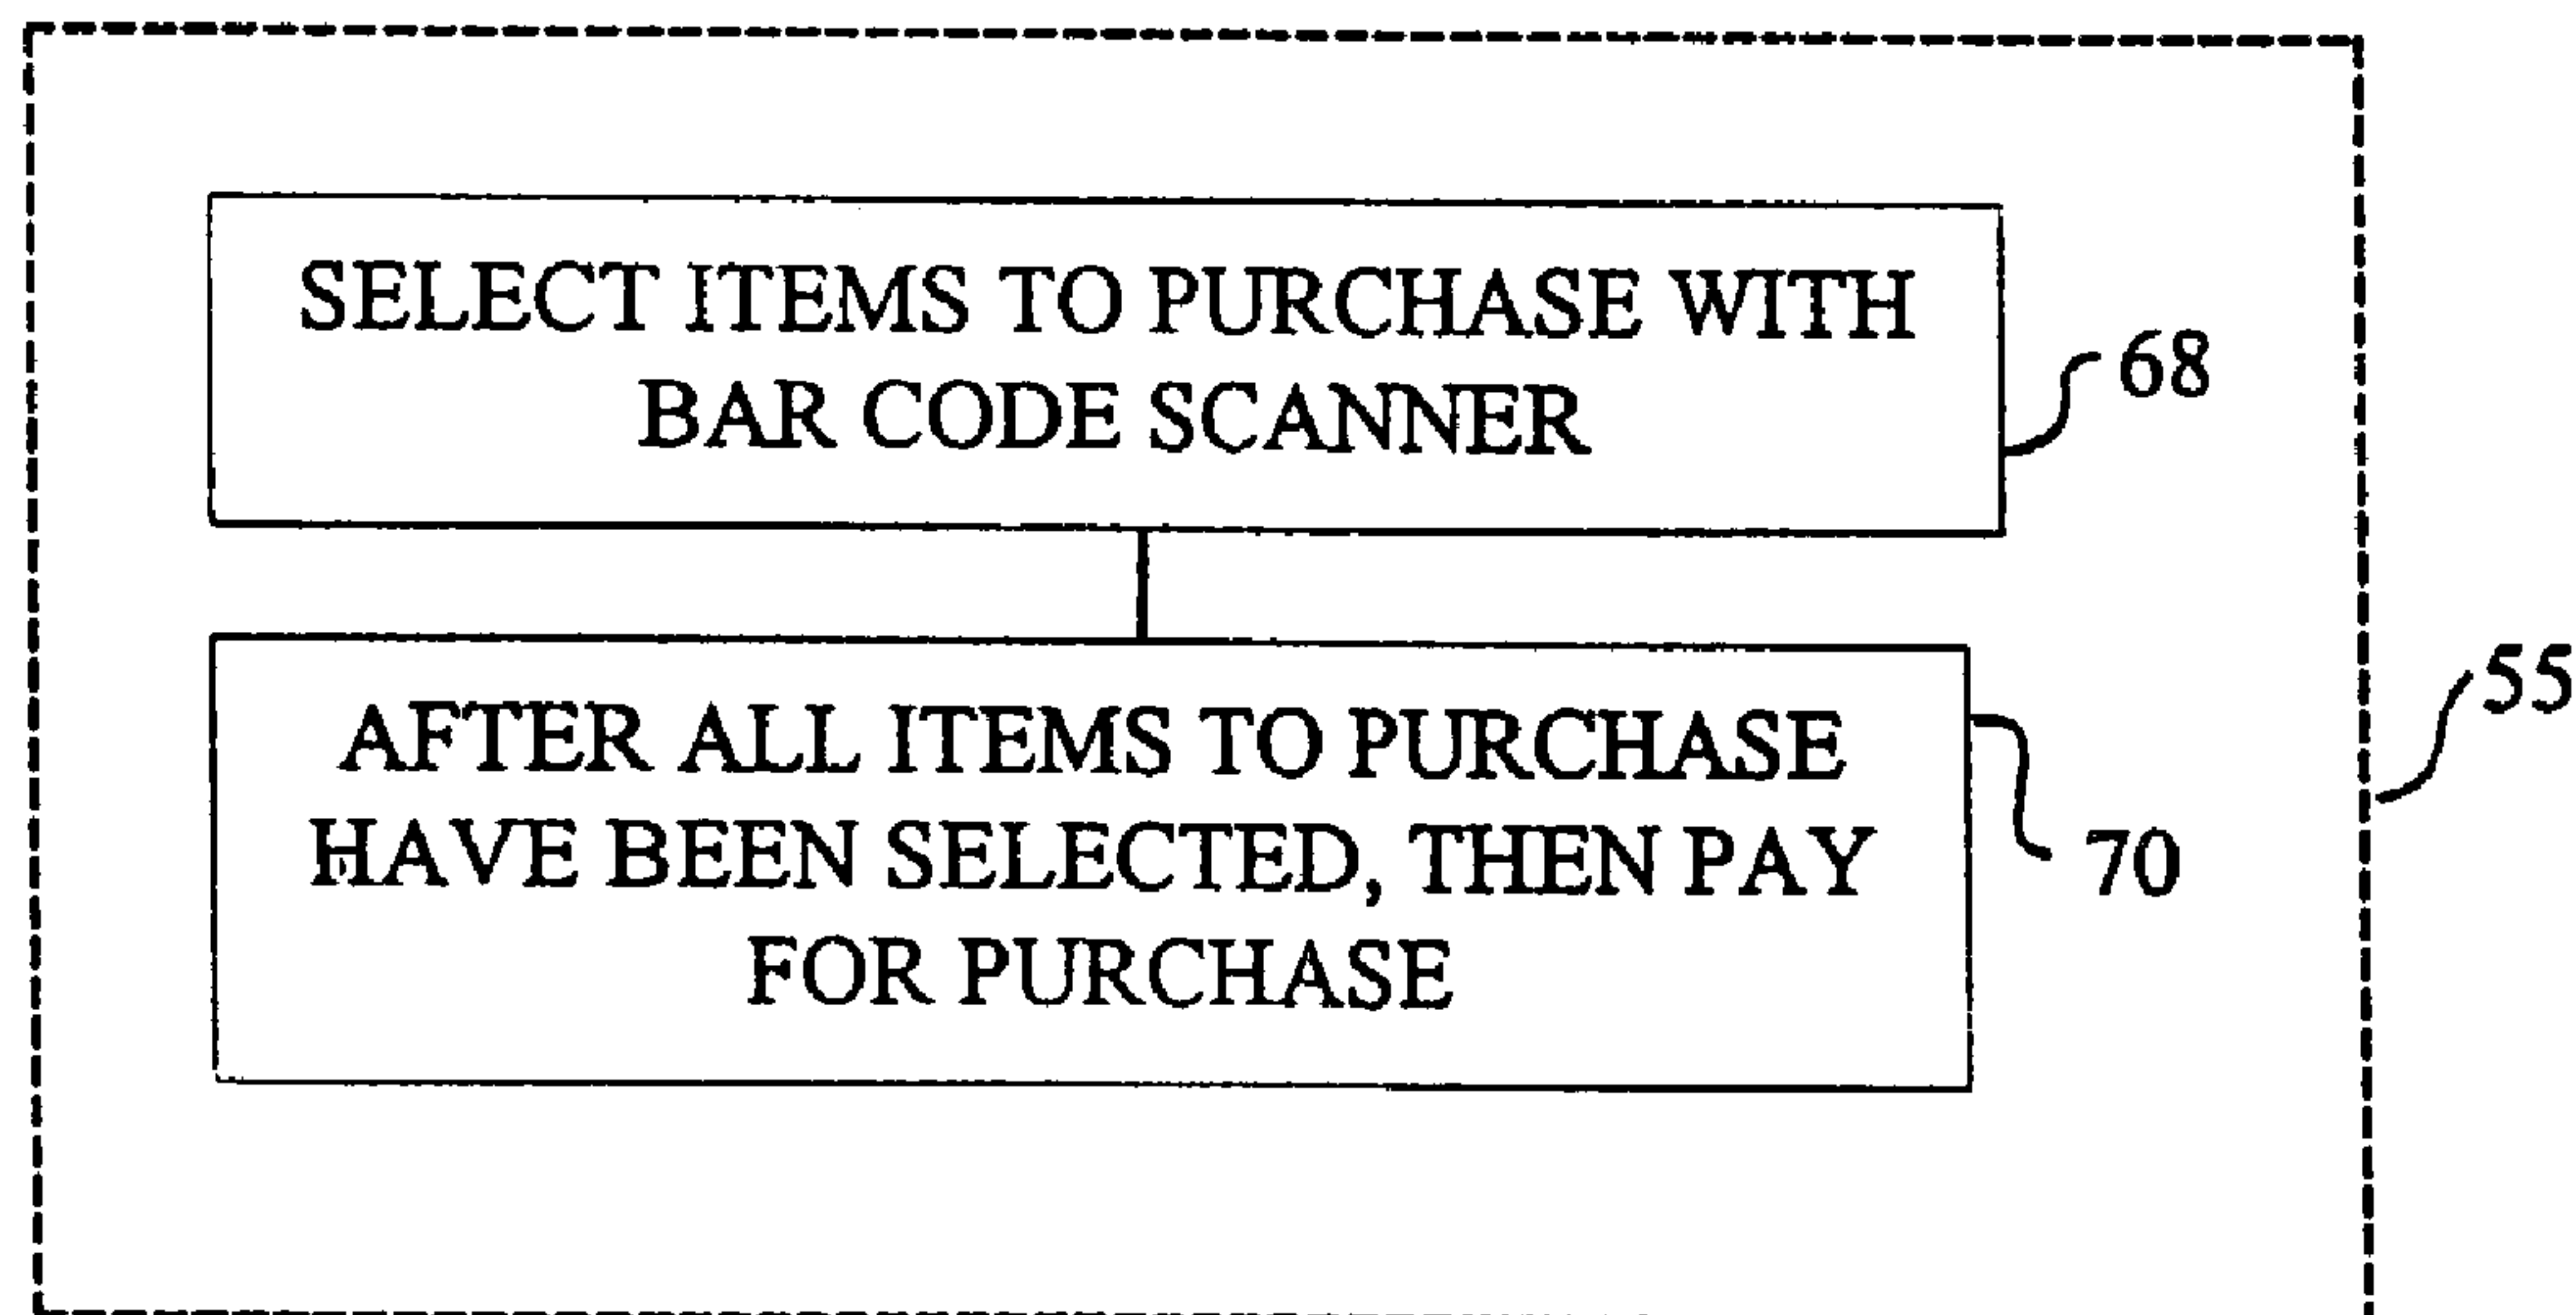 SELECT ITEMS TO PURCHASE WITH
BAR CODE SCANNER
68
AFTER ALL ITEMS TO PURCHASE
HAVE BEEN SELECTED, THEN PAY
FOR PURCHASE
70
55